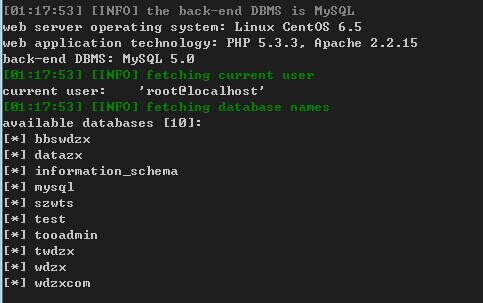 [01:17:53] [INFO] the back-end DBMS is MySQL
web server operating system: Linux CentOS 6.5
web application technology: PHP 5.3.3, Apache 2.2.15
back-end DBMS: MySQL 5.0
[01:17:53] [INFO] fetching current user
current user:    'root@localhost'
[01:17:53] [INFO] fetching database names
available databases [10]:
[*] bbswdzx
[*] datazx
[*] information_schema
[*] mysql
[*] szwts
[*] test
[*] tooadmin
[*] twdzx
[*] wdzx
[*] wdzxcom